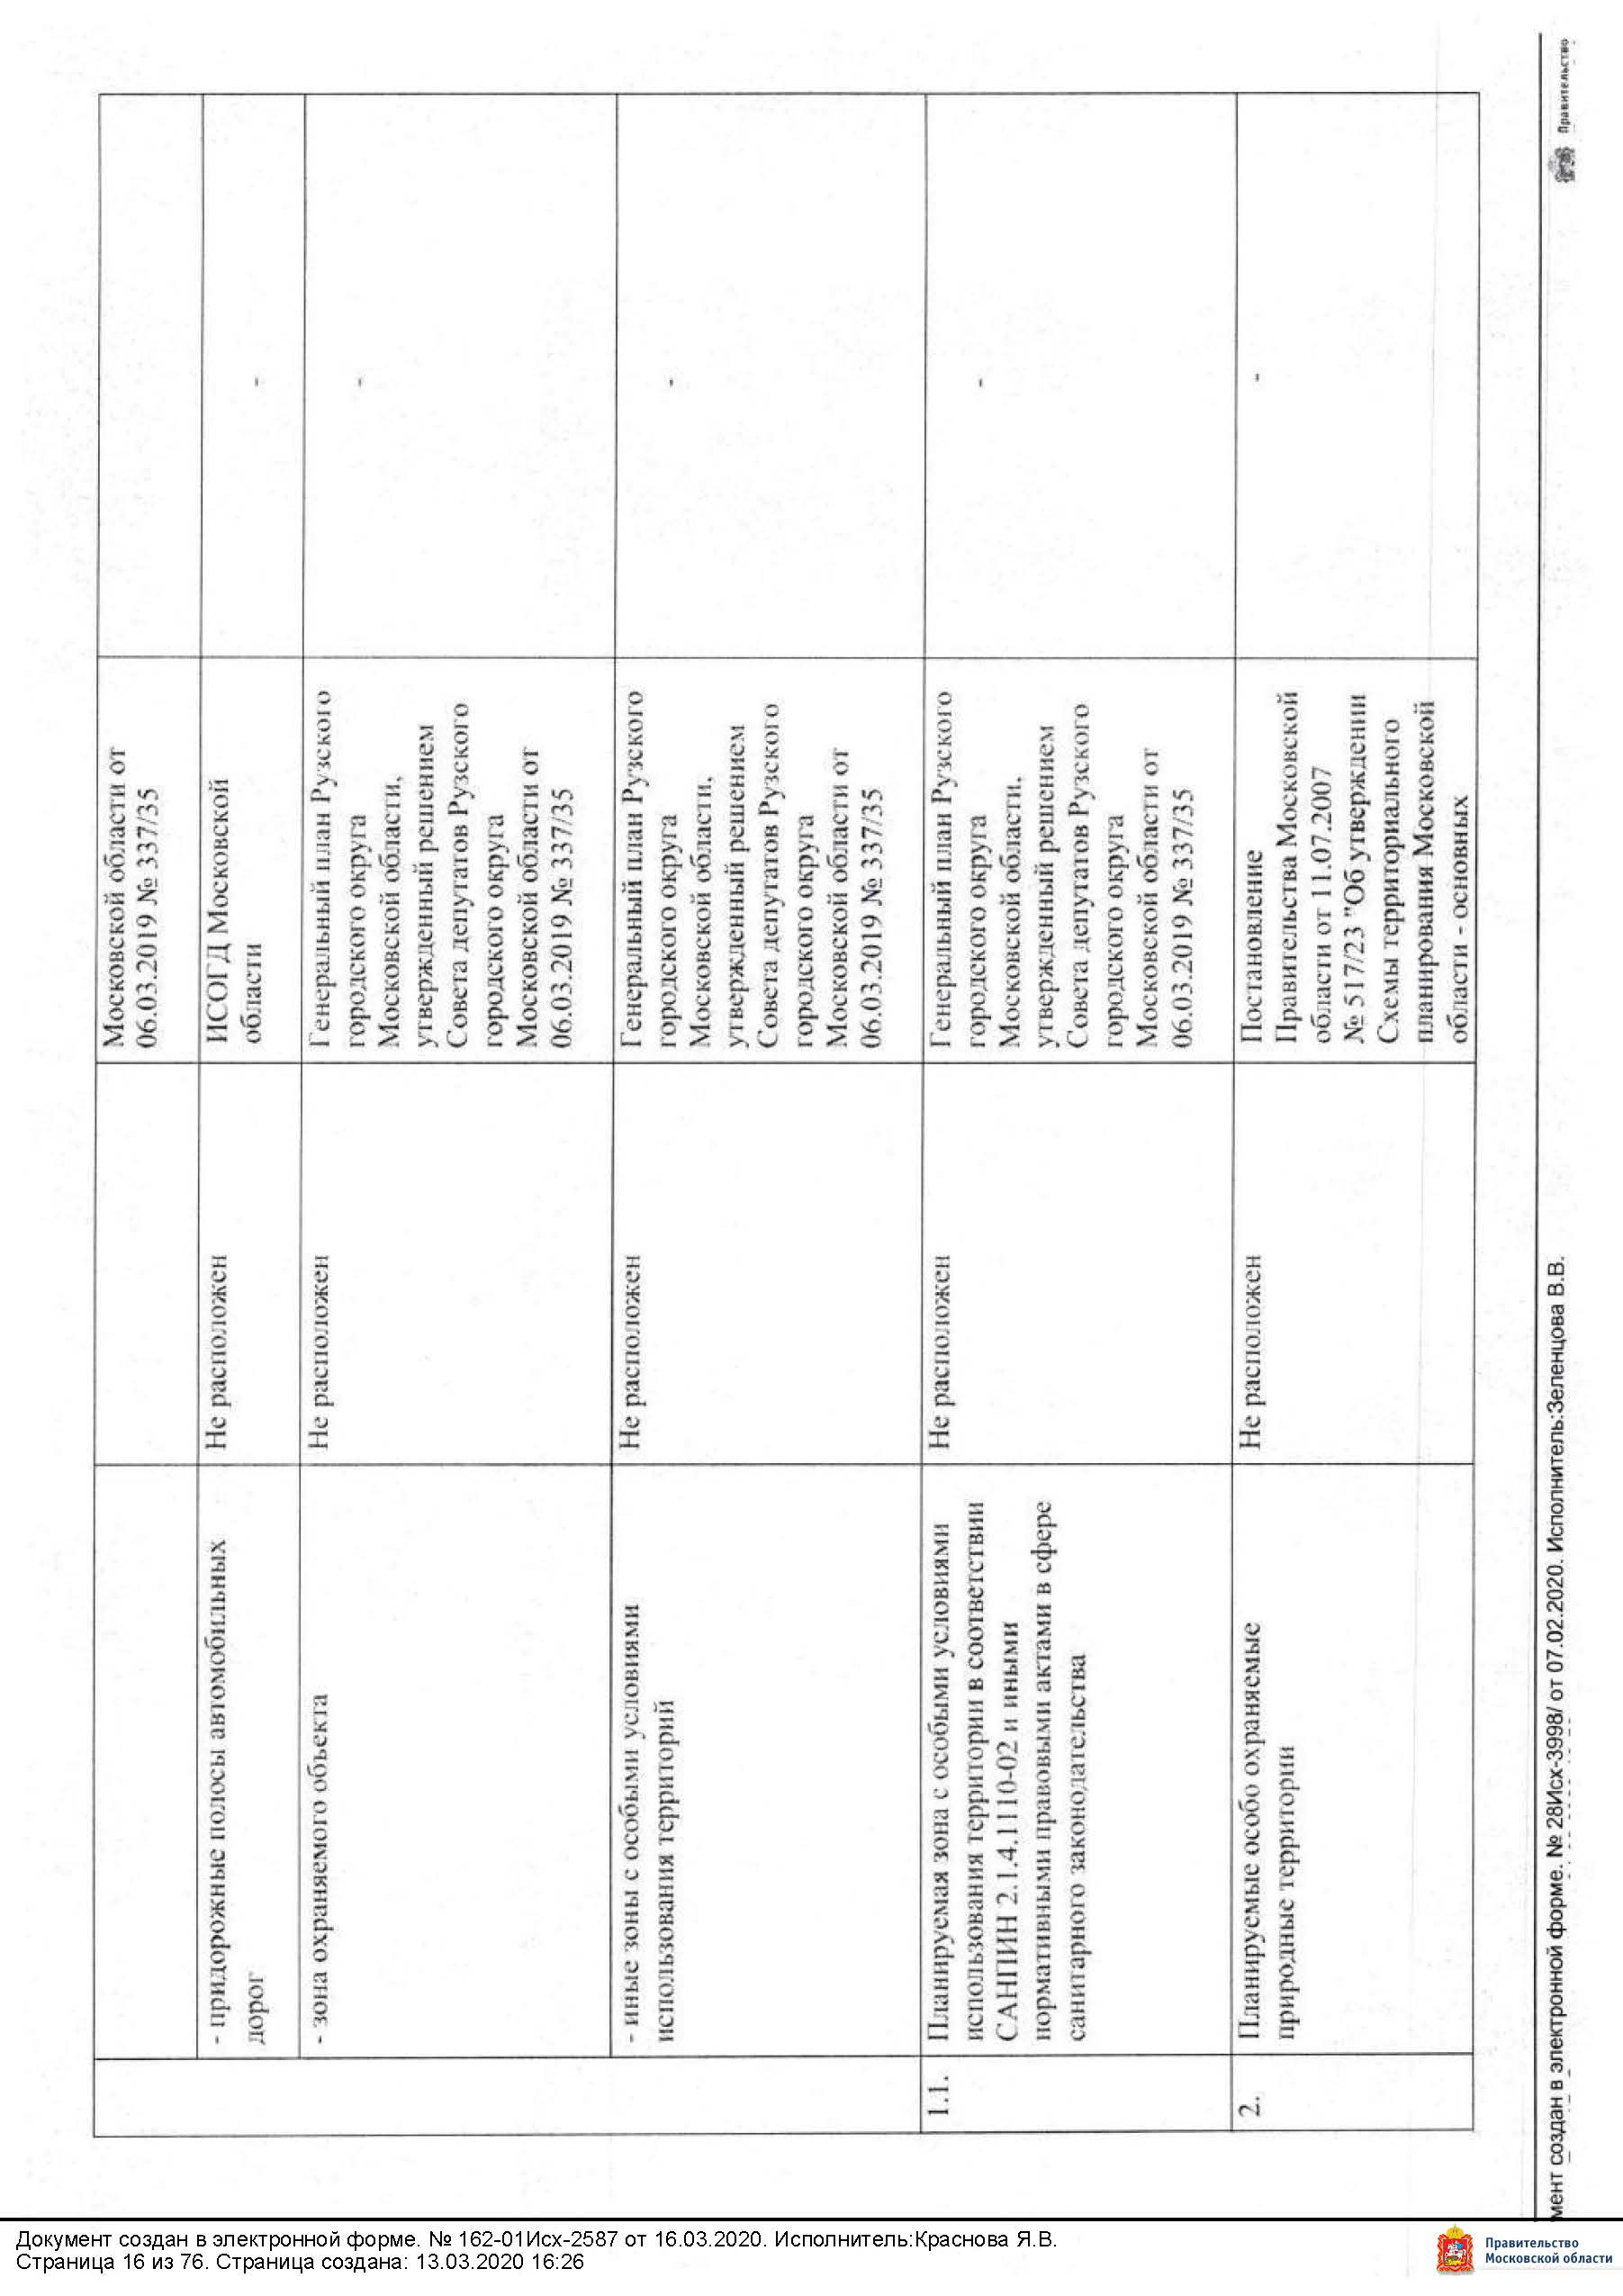 Московской области от
06.03.2019 № 337/35
- придорожные полосы автомобильных
дорог
Не расположен
ИСОГД Московской
области
-
- зона охраняемого объекта
Не расположен
Генеральный план Рузского
городского округа
Московской области,
утвержденный решением
Совета депутатов Рузского
городского округа
Московской области от
06.03.2019 № 337/35
-
- иные зоны с особыми условиями
использования территорий
Не расположен
Генеральный план Рузского
городского округа
Московской области,
утвержденный решением
Совета депутатов Рузского
городского округа
Московской области от
06.03.2019 № 337/35
-
1.1.
Планируемая зона с особыми условиями
использования территории в соответствии
САНПИН 2.1.4.1110-02 и иными
нормативными правовыми актами в сфере
санитарного законодательства
Не расположен
Генеральный план Рузского
городского округа
Московской области,
утвержденный решением
Совета депутатов Рузского
городского округа
Московской области от
06.03.2019 № 337/35
-
2.
Планируемые особо охраняемые
природные территории
Не расположен
Постановление
Правительства Московской
области от 11.07.2007
№ 517/23 "Об утверждении
Схемы территориального
планирования Московской
области - основных
-
мент создан в электронной форме. № 28Исх-3998/ от 07.02.2020. Исполнитель:Зеленцова В.В.
Правительство
Документ создан в электронной форме. № 162-01Исх-2587 от 16.03.2020. Исполнитель:Краснова Я.В.
Страница 16 из 76. Страница создана: 13.03.2020 16:26
Правительство
Московской области